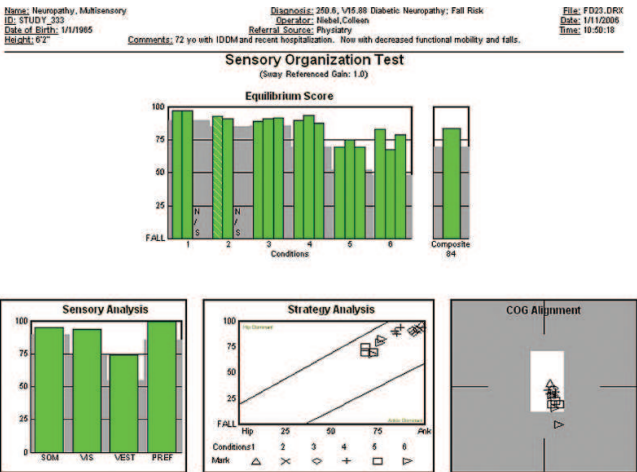 Name: Neuropathy, Multisensory Diagnosis: 250.6, V15.88 Diabetic Neuropathy; Fall Risk File: FD23.DRX
ID: STUDY_333 Operator: Niebel,Colleen Date: 1/11/2006
Date of Birth: 1/1/1985 Referral Source: Physiatry Time: 10:50:18
Height: 6'2" Comments: 72 yo with IDDM and recent hospitalization. Now with decreased functional mobility and falls.
Sensory Organization Test
(Sway Referenced Gain: 1.0)
Equilibrium Score
100
75
50
25
FALL
N / S
N / S
1 2 3 4 5 6 Composite
Conditions 84
Sensory Analysis
100
75
50
25
0
SOM VIS VEST PREF
Strategy Analysis
100
Hip Dominant
75
50
25
FALL
Ankle Dominant
Hip 25 50 75 Ank
Conditions 1 2 3 4 5 6
Mark
COG Alignment